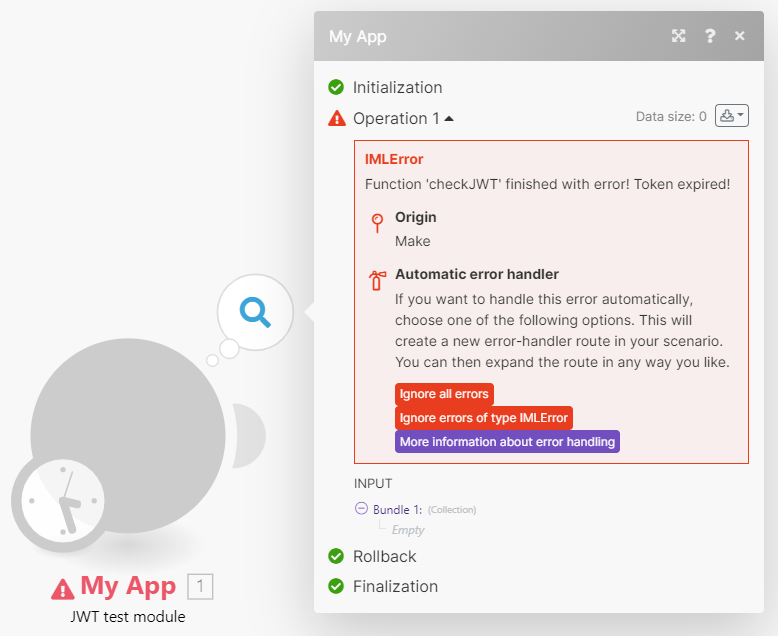 My App
?
Initialization
Operation 1
Data size: 0
IMLError
Function 'checkJWT' finished with error! Token expired!
Origin
Make
Automatic error handler
If you want to handle this error automatically,
choose one of the following options. This will
create a new error-handler route in your scenario.
You can then expand the route in any way you like.
Ignore all errors
Ignore errors of type IMLError
More information about error handling
INPUT
Bundle 1: (Collection)
Empty
Rollback
Finalization
My App 1
JWT test module